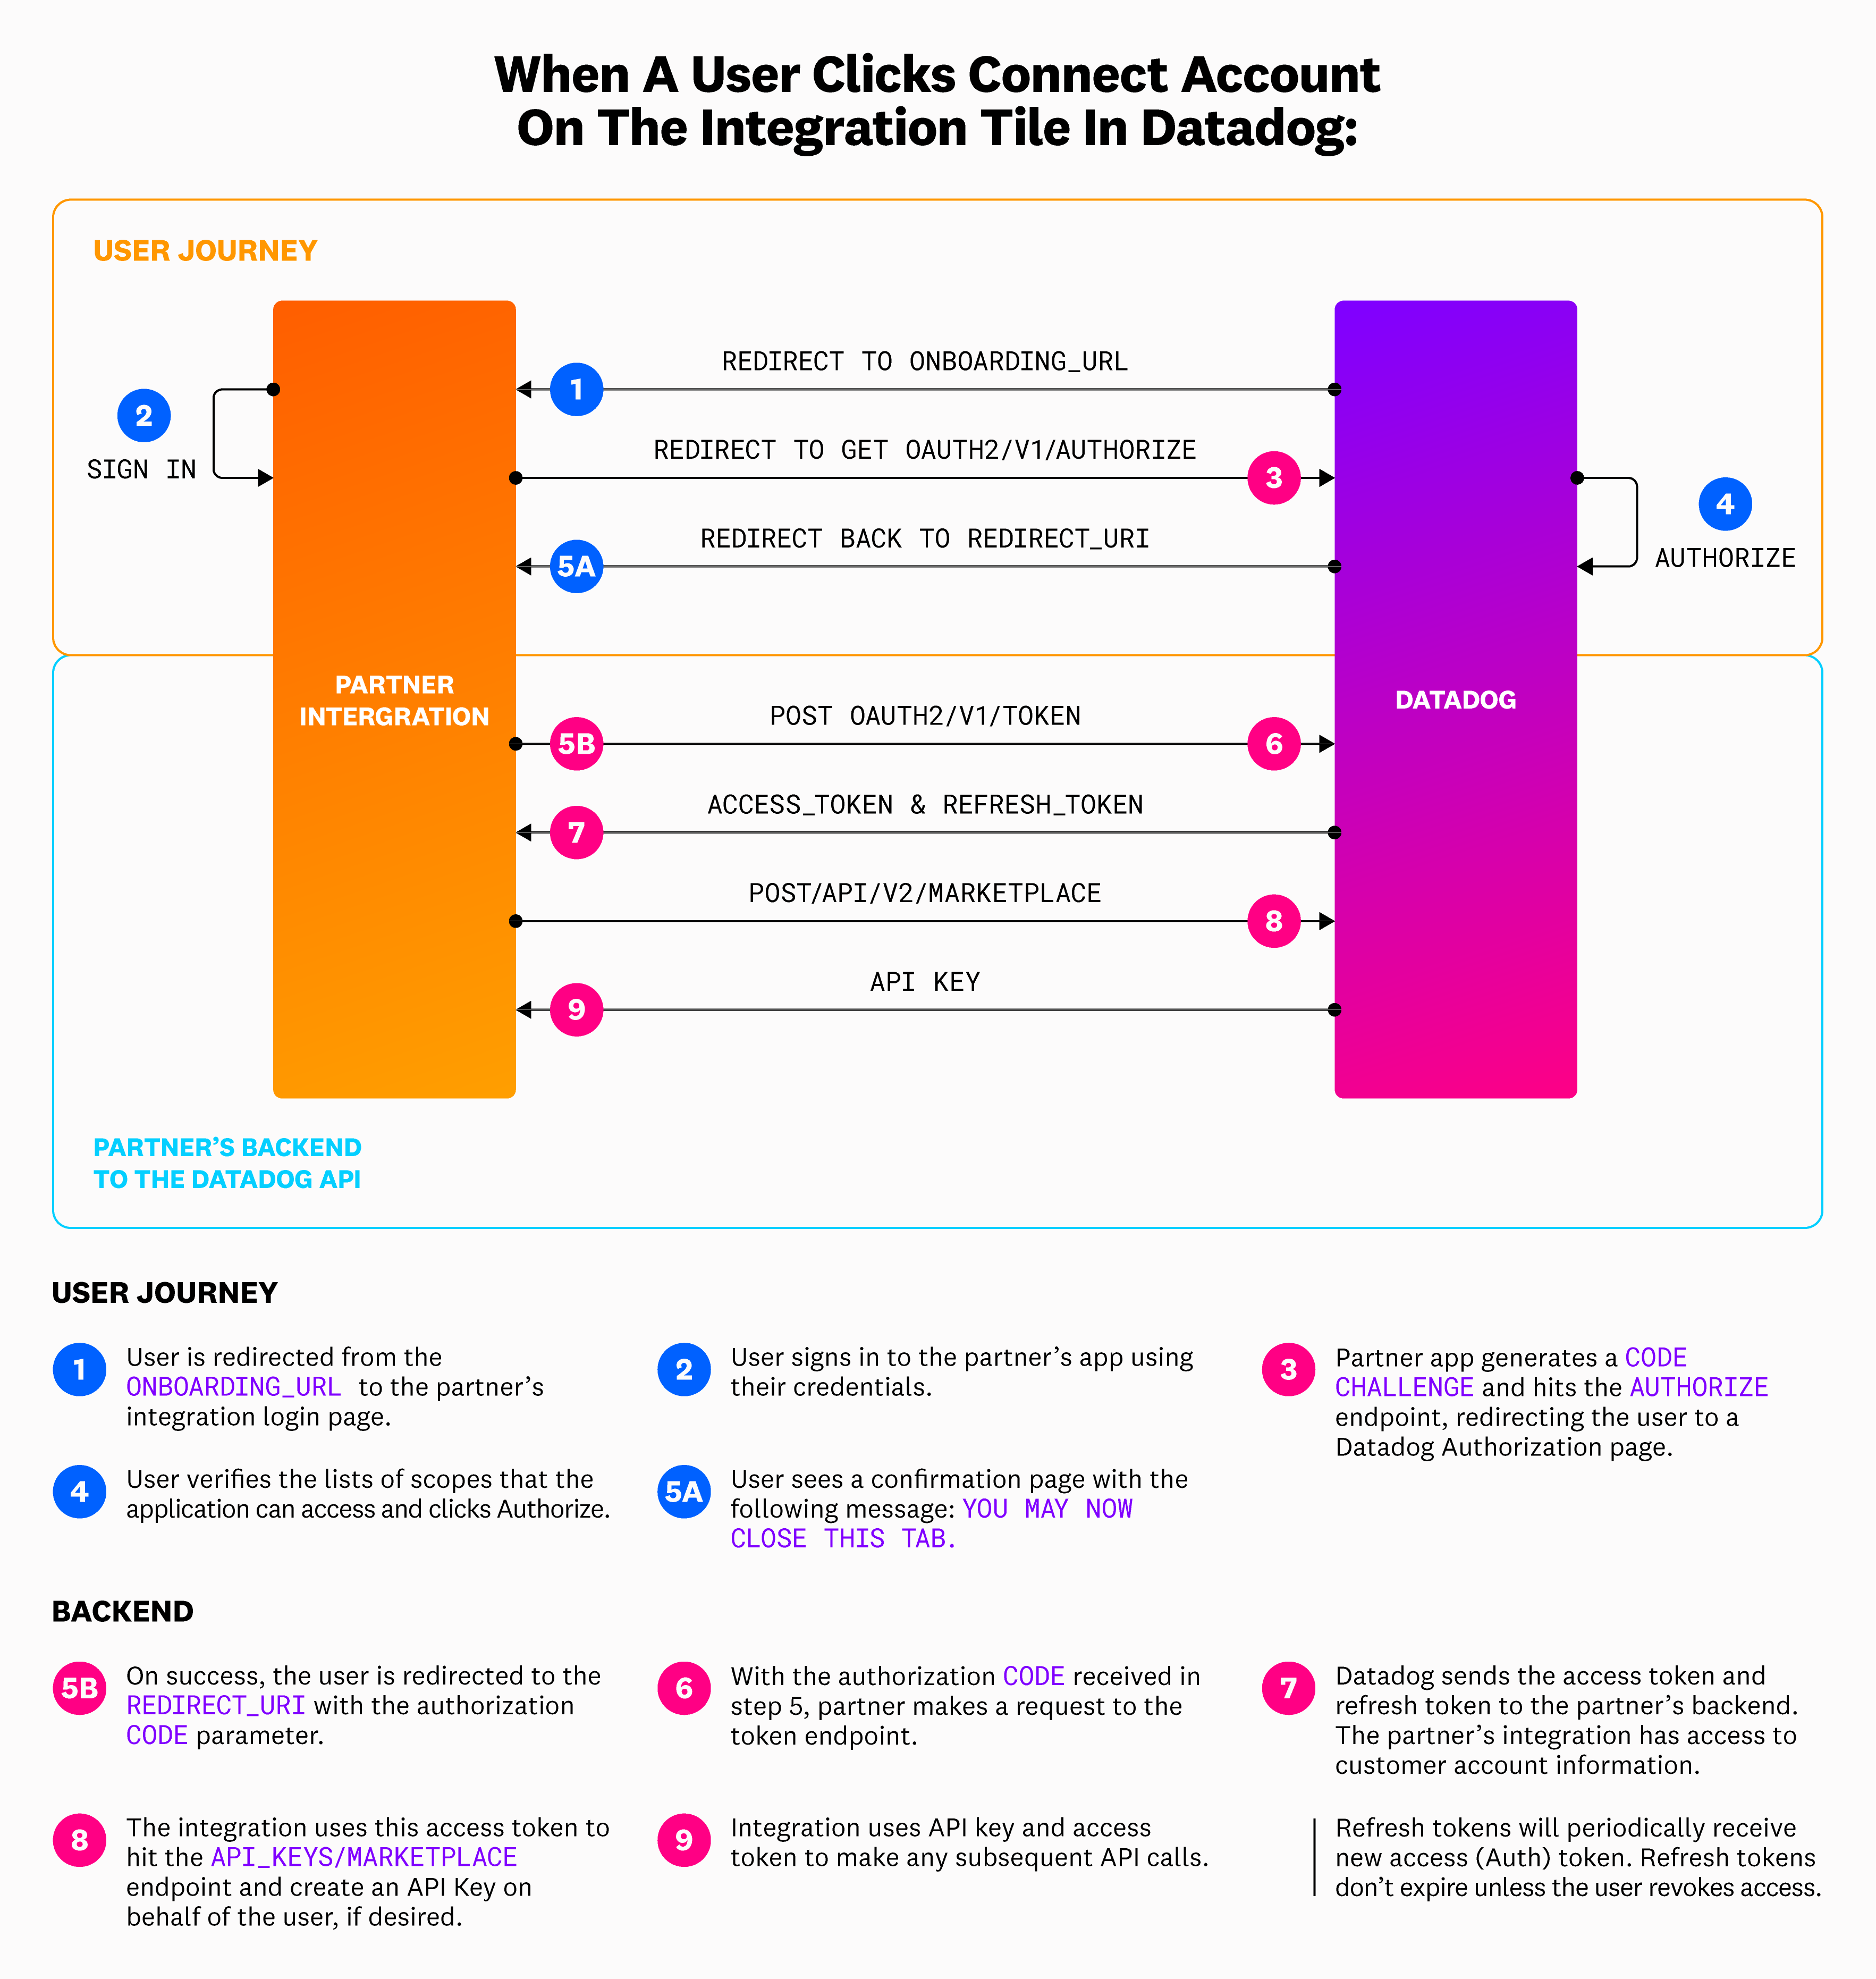 When A User Clicks Connect Account
On The Integration Tile In Datadog:
USER JOURNEY
REDIRECT TO ONBOARDING_URL
1
2
SIGN IN
REDIRECT TO GET OAUTH2/V1/AUTHORIZE
3
4
AUTHORIZE
REDIRECT BACK TO REDIRECT_URI
5A
PARTNER
INTERGRATION
DATADOG
POST OAUTH2/V1/TOKEN
5B
6
ACCESS_TOKEN & REFRESH_TOKEN
7
POST/API/V2/MARKETPLACE
8
API KEY
9
PARTNER’S BACKEND
TO THE DATADOG API
USER JOURNEY
1
User is redirected from the
ONBOARDING_URL to the partner’s
integration login page.
2
User signs in to the partner’s app using
their credentials.
3
Partner app generates a CODE
CHALLENGE and hits the AUTHORIZE
endpoint, redirecting the user to a
Datadog Authorization page.
4
User verifies the lists of scopes that the
application can access and clicks Authorize.
5A
User sees a confirmation page with the
following message: YOU MAY NOW
CLOSE THIS TAB.
BACKEND
5B
On success, the user is redirected to the
REDIRECT_URI with the authorization
CODE parameter.
6
With the authorization CODE received in
step 5, partner makes a request to the
token endpoint.
7
Datadog sends the access token and
refresh token to the partner’s backend.
The partner’s integration has access to
customer account information.
8
The integration uses this access token to
hit the API_KEYS/MARKETPLACE
endpoint and create an API Key on
behalf of the user, if desired.
9
Integration uses API key and access
token to make any subsequent API calls.
Refresh tokens will periodically receive
new access (Auth) token. Refresh tokens
don’t expire unless the user revokes access.